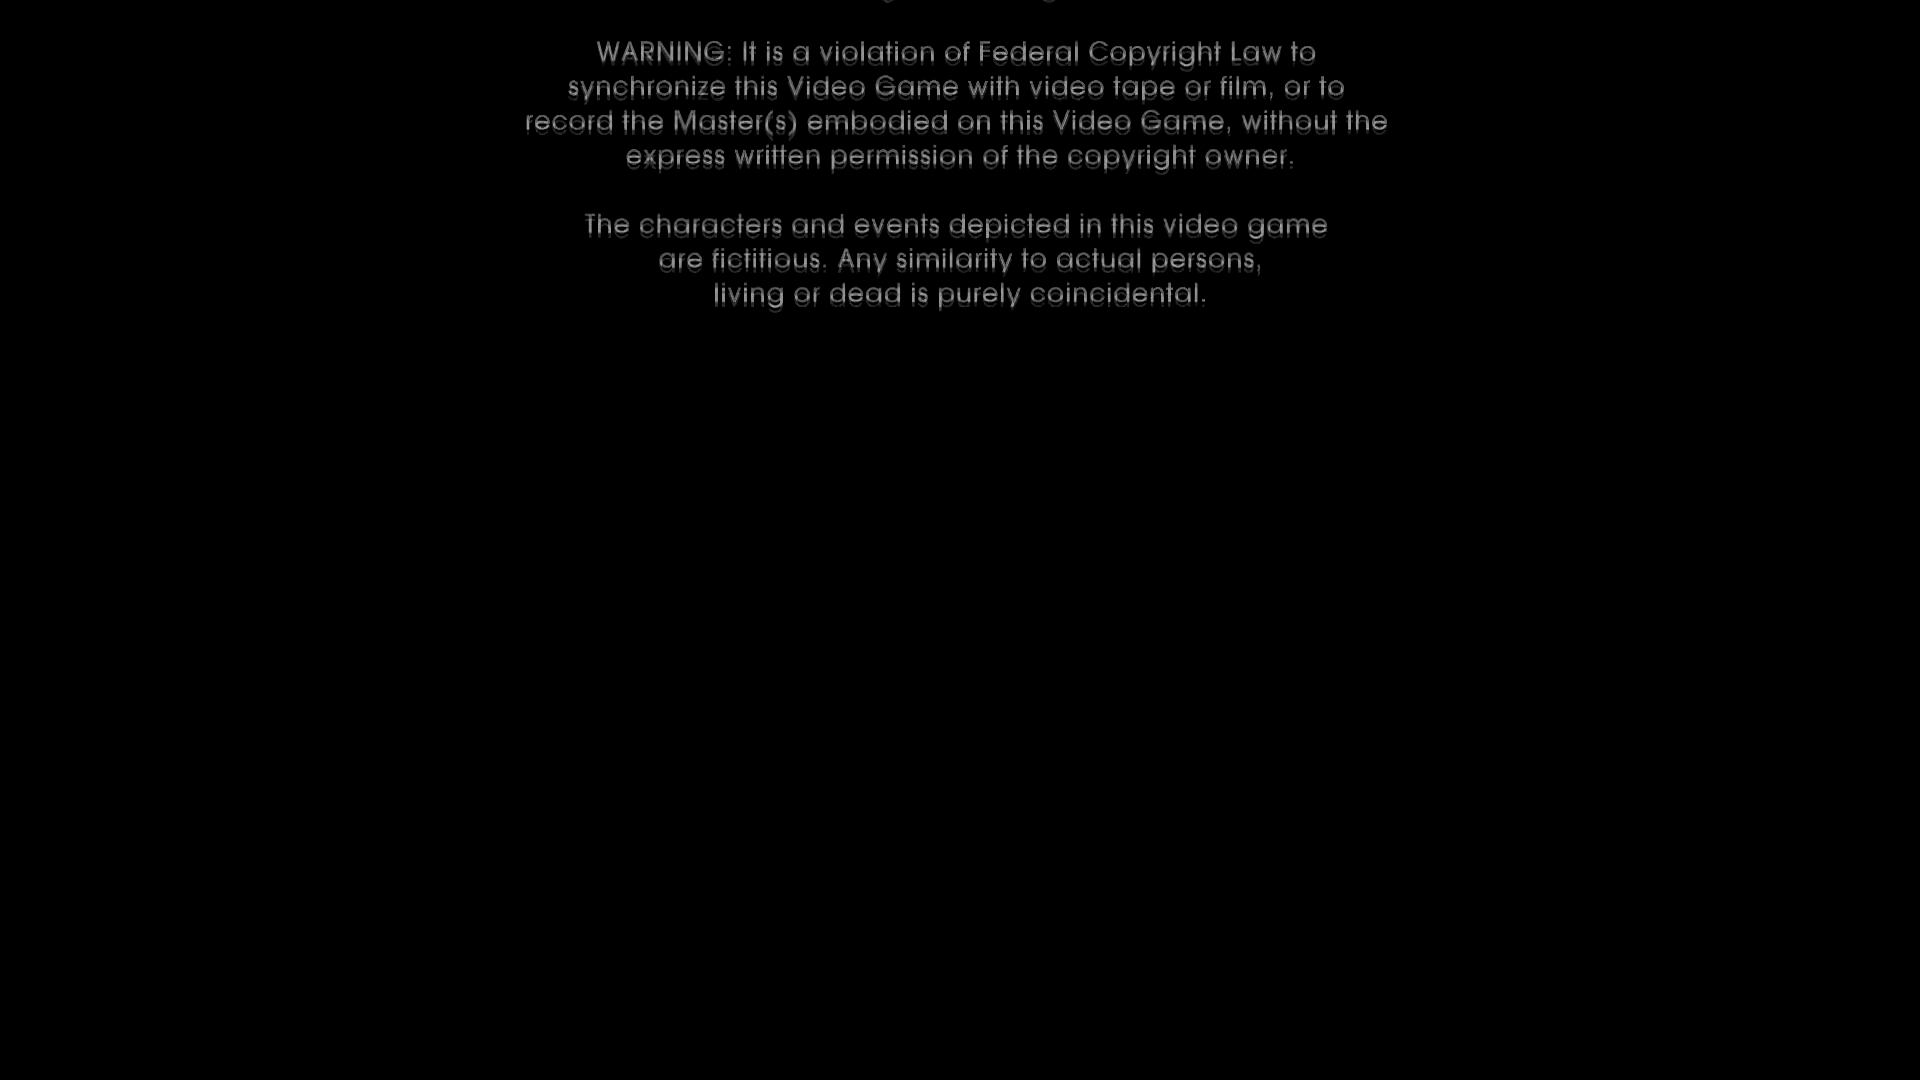 WARNING: It is a violation of Federal Copyright Law to
synchronize this Video Game with video tape or film, or to
record the Master(s) embodied on this Video Game, without the
express written permission of the copyright owner.
The characters and events depicted in this video game
are fictitious. Any similarity to actual persons,
living or dead is purely coincidental.